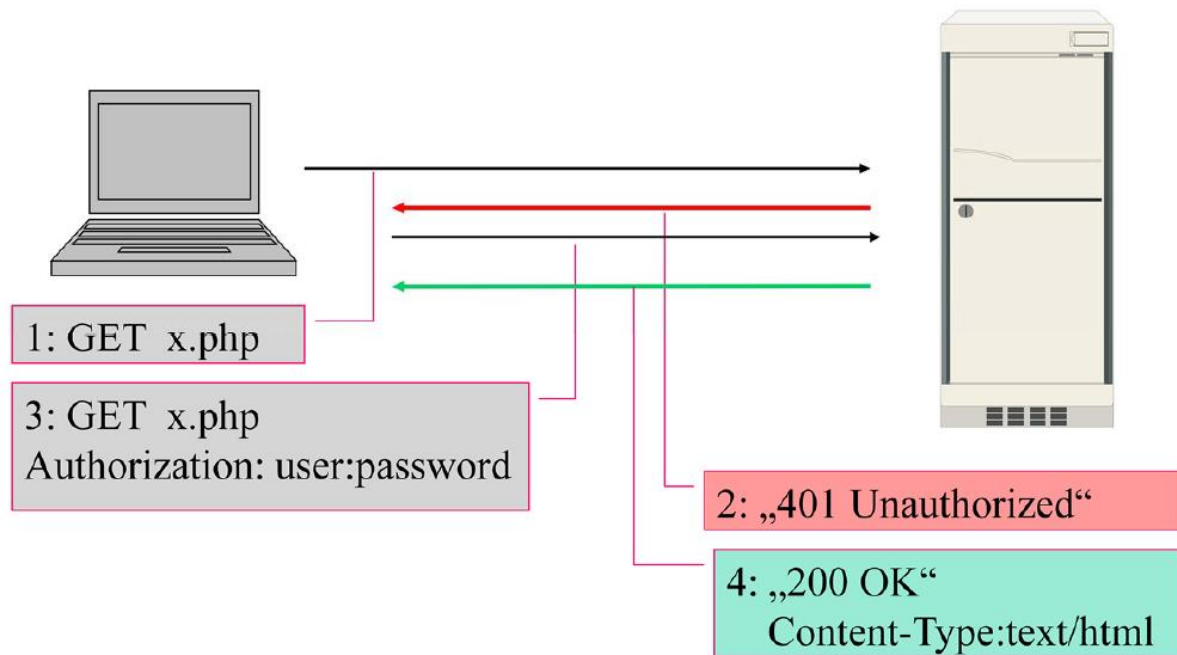 1: GET x.php
3: GET x.php
Authorization: user:password
2: „401 Unauthorized“
4: „200 OK“
Content-Type:text/html